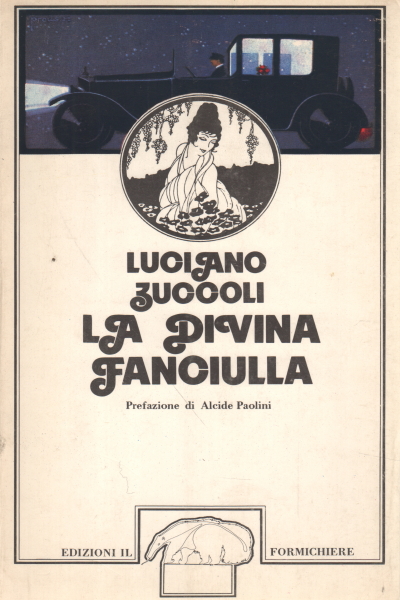 LUCIANO
ZUCCOLI
LA DIVINA
FANCIULLA
Prefazione di Alcide Paolini
EDIZIONI IL FORMICHIERE